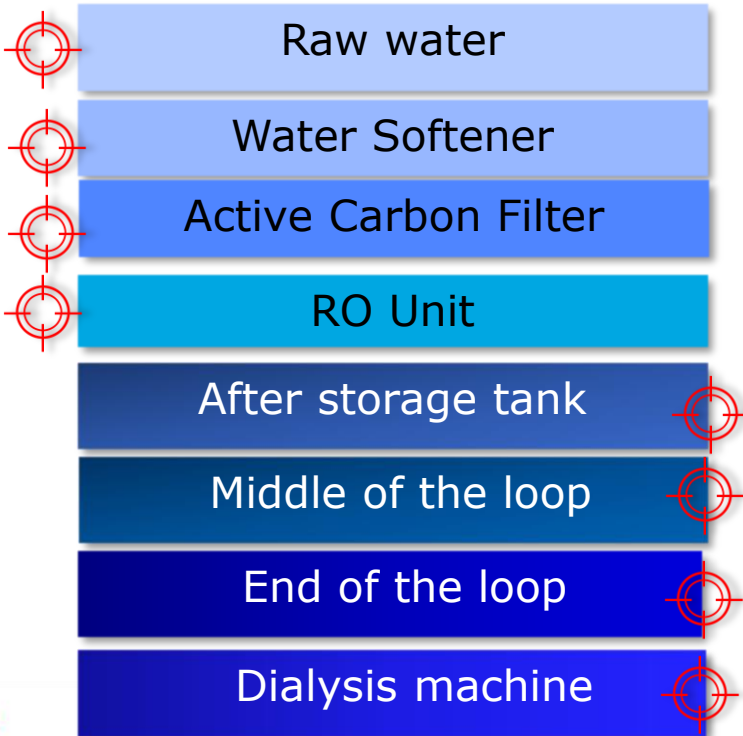 Raw water
Water Softener
Active Carbon Filter
RO Unit
After storage tank
Middle of the loop
End of the loop
Dialysis machine